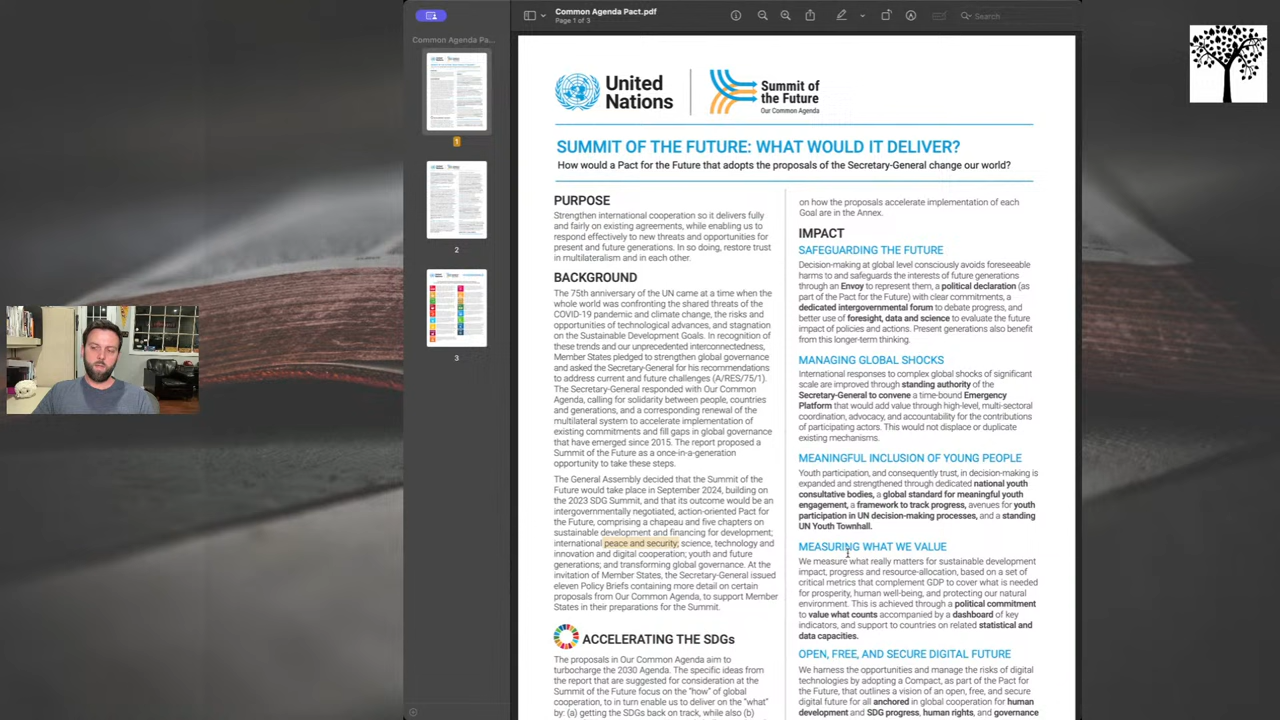 Common Agenda Pact.pdf
Page 1 of 3
Search
Common Agenda Pa...
1
2
3
United
Nations
Summit of
the Future
Our Common Agenda
SUMMIT OF THE FUTURE: WHAT WOULD IT DELIVER?
How would a Pact for the Future that adopts the proposals of the Secretary-General change our world?
PURPOSE
Strengthen international cooperation so it delivers fully
and fairly on existing agreements, while enabling us to
respond effectively to new threats and opportunities for
present and future generations. In so doing, restore trust
in multilateralism and in each other.
BACKGROUND
The 75th anniversary of the UN came at a time when the
whole world was confronting the shared threats of the
COVID-19 pandemic and climate change, the risks and
opportunities of technological advances, and stagnation
on the Sustainable Development Goals. In recognition of
these trends and our unprecedented interconnectedness,
Member States pledged to strengthen global governance
and asked the Secretary-General for his recommendations
to address current and future challenges (A/RES/75/1).
The Secretary-General responded with Our Common
Agenda, calling for solidarity between people, countries
and generations, and a corresponding renewal of the
multilateral system to accelerate implementation of
existing commitments and fill gaps in global governance
that have emerged since 2015. The report proposed a
Summit of the Future as a once-in-a-generation
opportunity to take these steps.
The General Assembly decided that the Summit of the
Future would take place in September 2024, building on
the 2023 SDG Summit, and that its outcome would be an
intergovernmentally negotiated, action-oriented Pact for
the Future, comprising a chapeau and five chapters on
sustainable development and financing for development;
international peace and security; science, technology and
innovation and digital cooperation; youth and future
generations; and transforming global governance. At the
invitation of Member States, the Secretary-General issued
eleven Policy Briefs containing more detail on certain
proposals from Our Common Agenda, to support Member
States in their preparations for the Summit.
ACCELERATING THE SDGs
The proposals in Our Common Agenda aim to
turbocharge the 2030 Agenda. The specific ideas from
the report that are suggested for consideration at the
Summit of the Future focus on the "how" of global
cooperation, to in turn enable us to deliver on the "what"
by: (a) getting the SDGs back on track, while also (b)
on how the proposals accelerate implementation of each
Goal are in the Annex.
IMPACT
SAFEGUARDING THE FUTURE
Decision-making at global level consciously avoids foreseeable
harms to and safeguards the interests of future generations
through an Envoy to represent them, a political declaration (as
part of the Pact for the Future) with clear commitments, a
dedicated intergovernmental forum to debate progress, and
better use of foresight, data and science to evaluate the future
impact of policies and actions. Present generations also benefit
from this longer-term thinking.
MANAGING GLOBAL SHOCKS
International responses to complex global shocks of significant
scale are improved through standing authority of the
Secretary-General to convene a time-bound Emergency
Platform that would add value through high-level, multi-sectoral
coordination, advocacy, and accountability for the contributions
of participating actors. This would not displace or duplicate
existing mechanisms.
MEANINGFUL INCLUSION OF YOUNG PEOPLE
Youth participation, and consequently trust, in decision-making is
expanded and strengthened through dedicated national youth
consultative bodies, a global standard for meaningful youth
engagement, a framework to track progress, avenues for youth
participation in UN decision-making processes, and a standing
UN Youth Townhall.
MEASURING WHAT WE VALUE
We measure what really matters for sustainable development
impact, progress and resource-allocation, based on a set of
critical metrics that complement GDP to cover what is needed
for prosperity, human well-being, and protecting our natural
environment. This is achieved through a political commitment
to value what counts accompanied by a dashboard of key
indicators, and support to countries on related statistical and
data capacities.
OPEN, FREE, AND SECURE DIGITAL FUTURE
We harness the opportunities and manage the risks of digital
technologies by adopting a Compact, as part of the Pact for
the Future, that outlines a vision of an open, free, and secure
digital future for all anchored in global cooperation for human
development and SDG progress, human rights, and governance